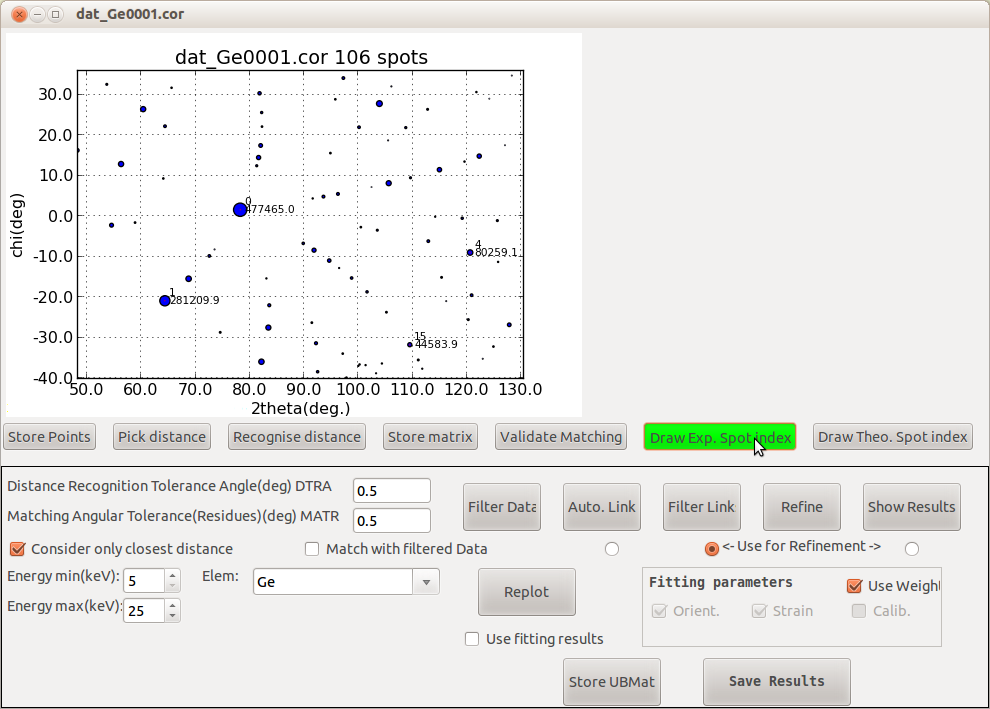 dat_Ge0001.cor
dat_Ge0001.cor 106 spots
30.0
20.0
10.0
0.0
-10.0
-20.0
-30.0
-40.0
chi(deg)
0
477465.0
1
281209.9
4
80259.1
15
44583.9
50.0 60.0 70.0 80.0 90.0 100.0 110.0 120.0 130.0
2theta(deg.)
Store Points Pick distance Recognise distance Store matrix Validate Matching Draw Exp. Spot index Draw Theo. Spot index
Distance Recognition Tolerance Angle(deg) DTRA 0.5
Matching Angular Tolerance(Residues)(deg) MATR 0.5
Filter Data Auto. Link Filter Link Refine Show Results
Consider only closest distance Match with filtered Data <- Use for Refinement ->
Energy min(keV): 5 Elem: Ge
Energy max(keV): 25
Replot
Use fitting results
Fitting parameters Use Weigh
Orient. Strain Calib.
Store UBMat Save Results